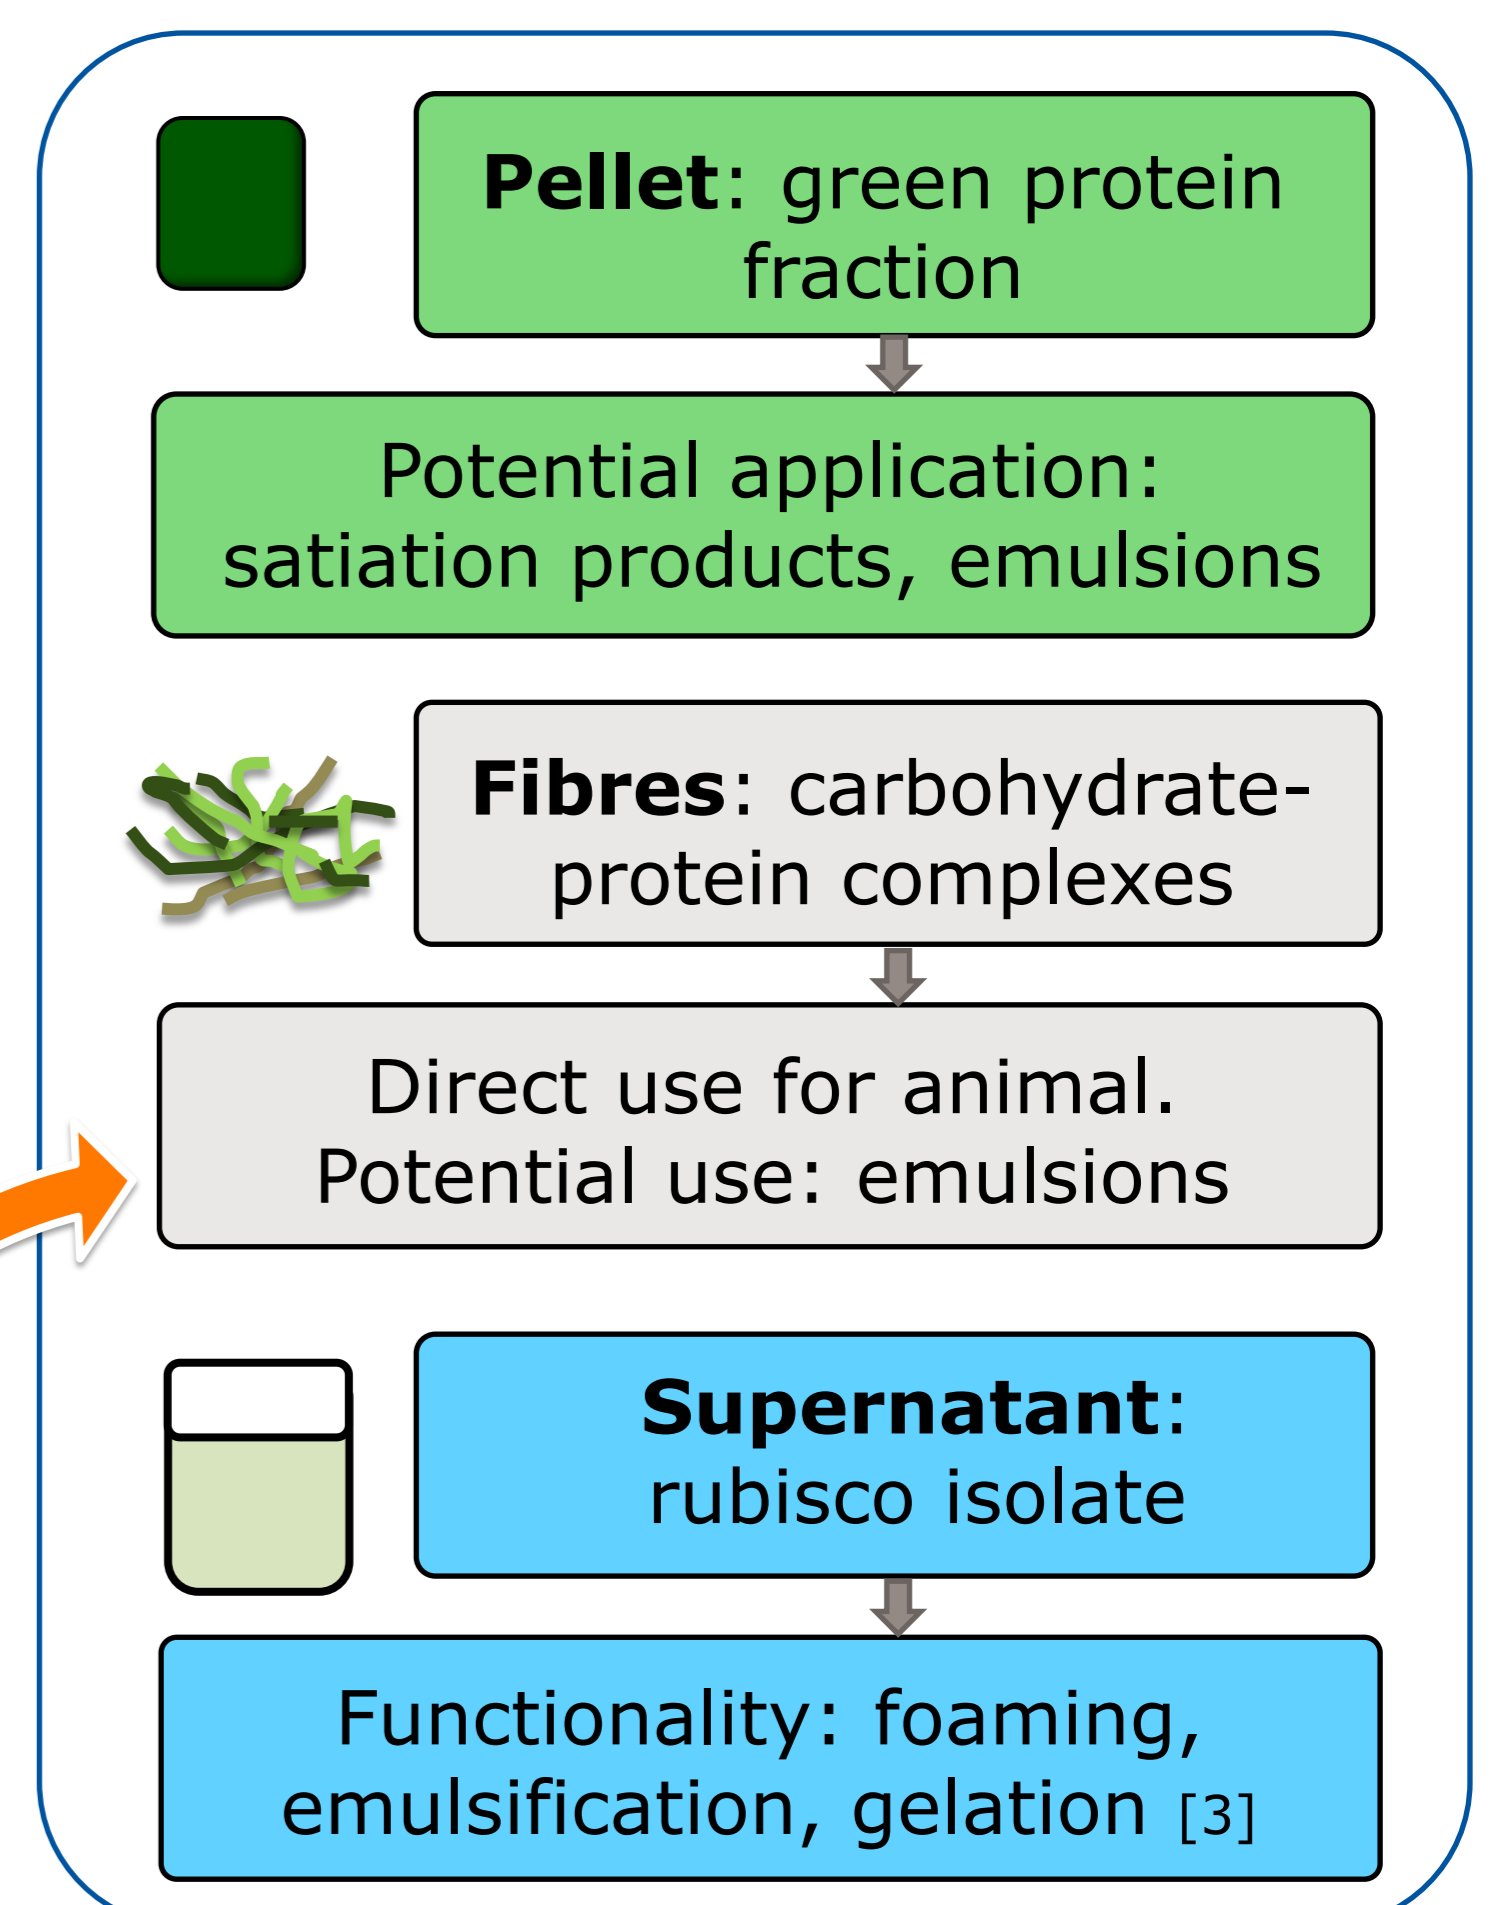 Pellet: green protein
fraction
Potential application:
satiation products, emulsions
Fibres: carbohydrate-
protein complexes
Direct use for animal.
Potential use: emulsions
Supernatant:
rubisco isolate
Functionality: foaming,
emulsification, gelation [3]